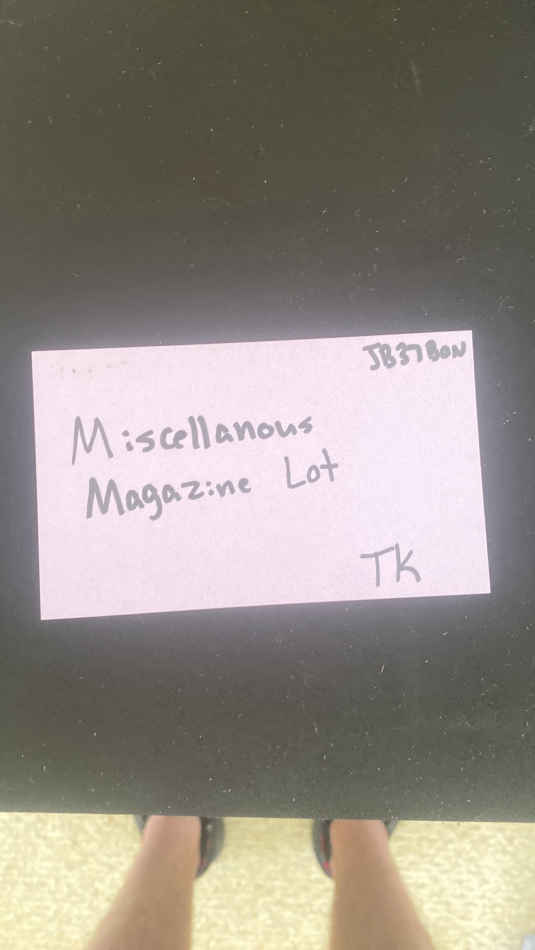 JB37BON
Miscellanous
Magazine Lot
TK